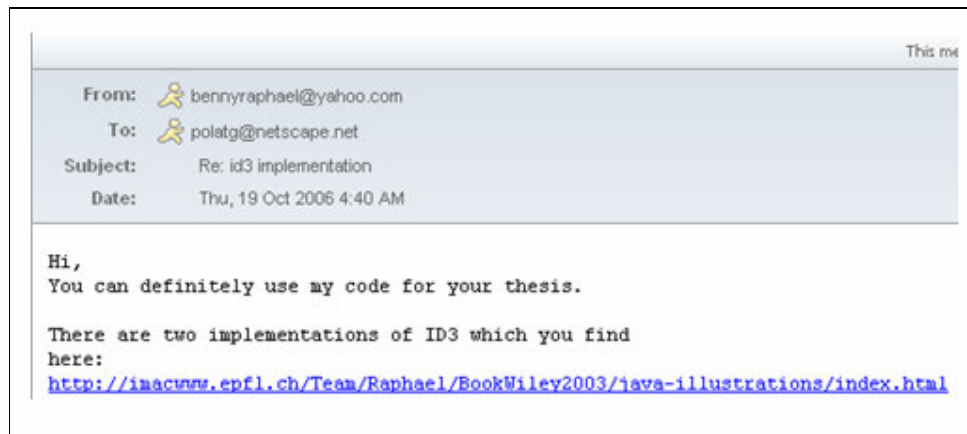 This me
From: bennyraphael@yahoo.com
To: polatg@netscape.net
Subject: Re: id3 implementation
Date: Thu, 19 Oct 2006 4:40 AM
Hi,
You can definitely use my code for your thesis.
There are two implementations of ID3 which you find
here:
http://imacwww.epfl.ch/Team/Raphael/BookWiley2003/java-illustrations/index.html